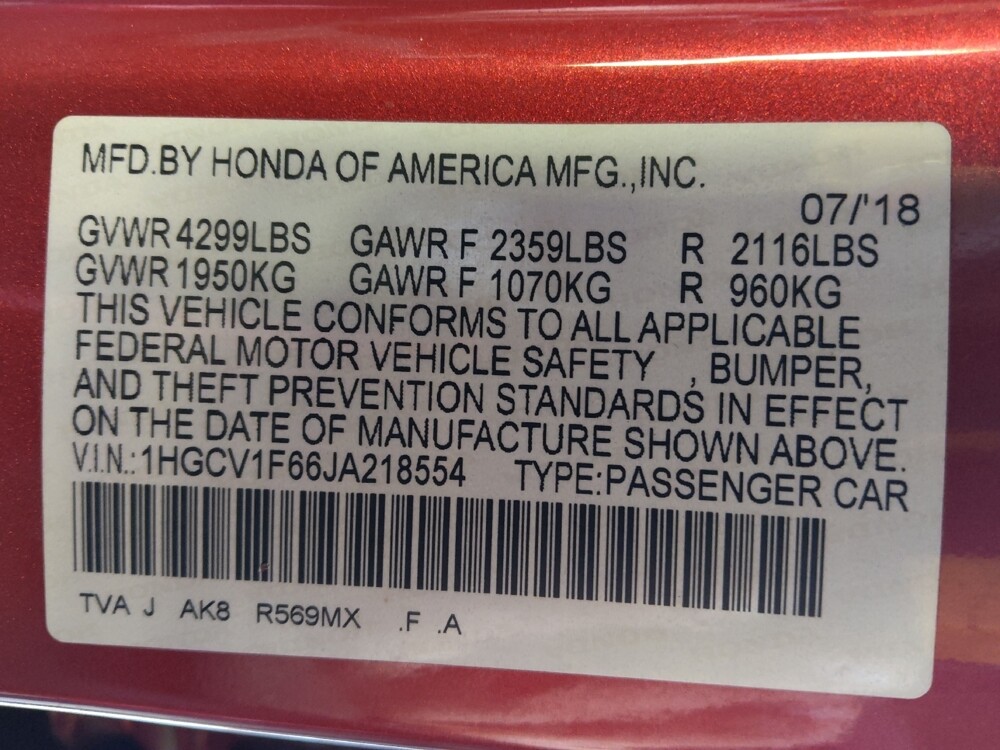 MFD.BY HONDA OF AMERICA MFG.,INC.
07/'18
GVWR 4299LBS GAWR F 2359LBS R 2116LBS
GVWR 1950KG GAWR F 1070KG R 960KG
THIS VEHICLE CONFORMS TO ALL APPLICABLE
FEDERAL MOTOR VEHICLE SAFETY , BUMPER,
AND THEFT PREVENTION STANDARDS IN EFFECT
ON THE DATE OF MANUFACTURE SHOWN ABOVE.
V.I.N.: 1HGCV1F66JA218554 TYPE:PASSENGER CAR
TVA J AK8 R569MX .F .A